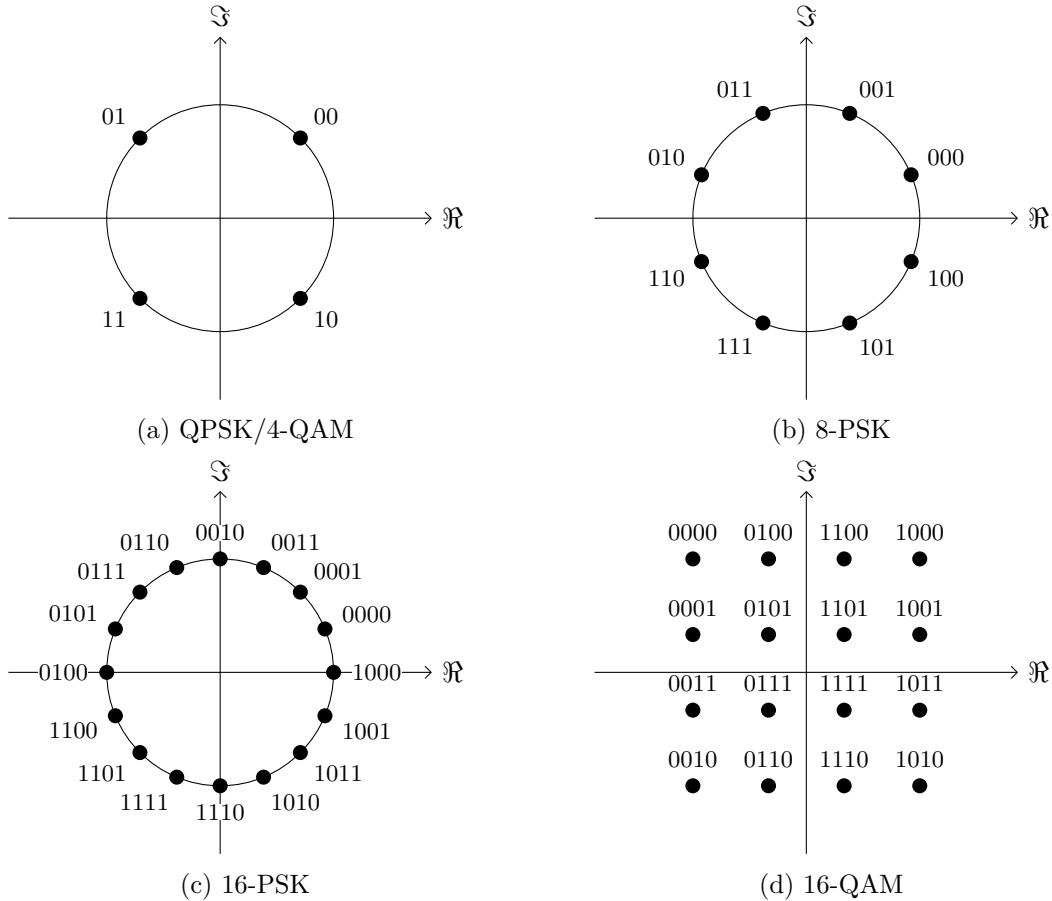 ℑ
01 00
ℜ
11 10
(a) QPSK/4-QAM
ℑ
011 001
010 000
ℜ
110 100
111 101
(b) 8-PSK
ℑ
0010
0110 0011
0111 0001
0101 0000
0100 1000 ℜ
1100 1001
1101 1011
1111 1010
1110
(c) 16-PSK
ℑ
0000 0100 1100 1000
0001 0101 1101 1001
ℜ
0011 0111 1111 1011
0010 0110 1110 1010
(d) 16-QAM